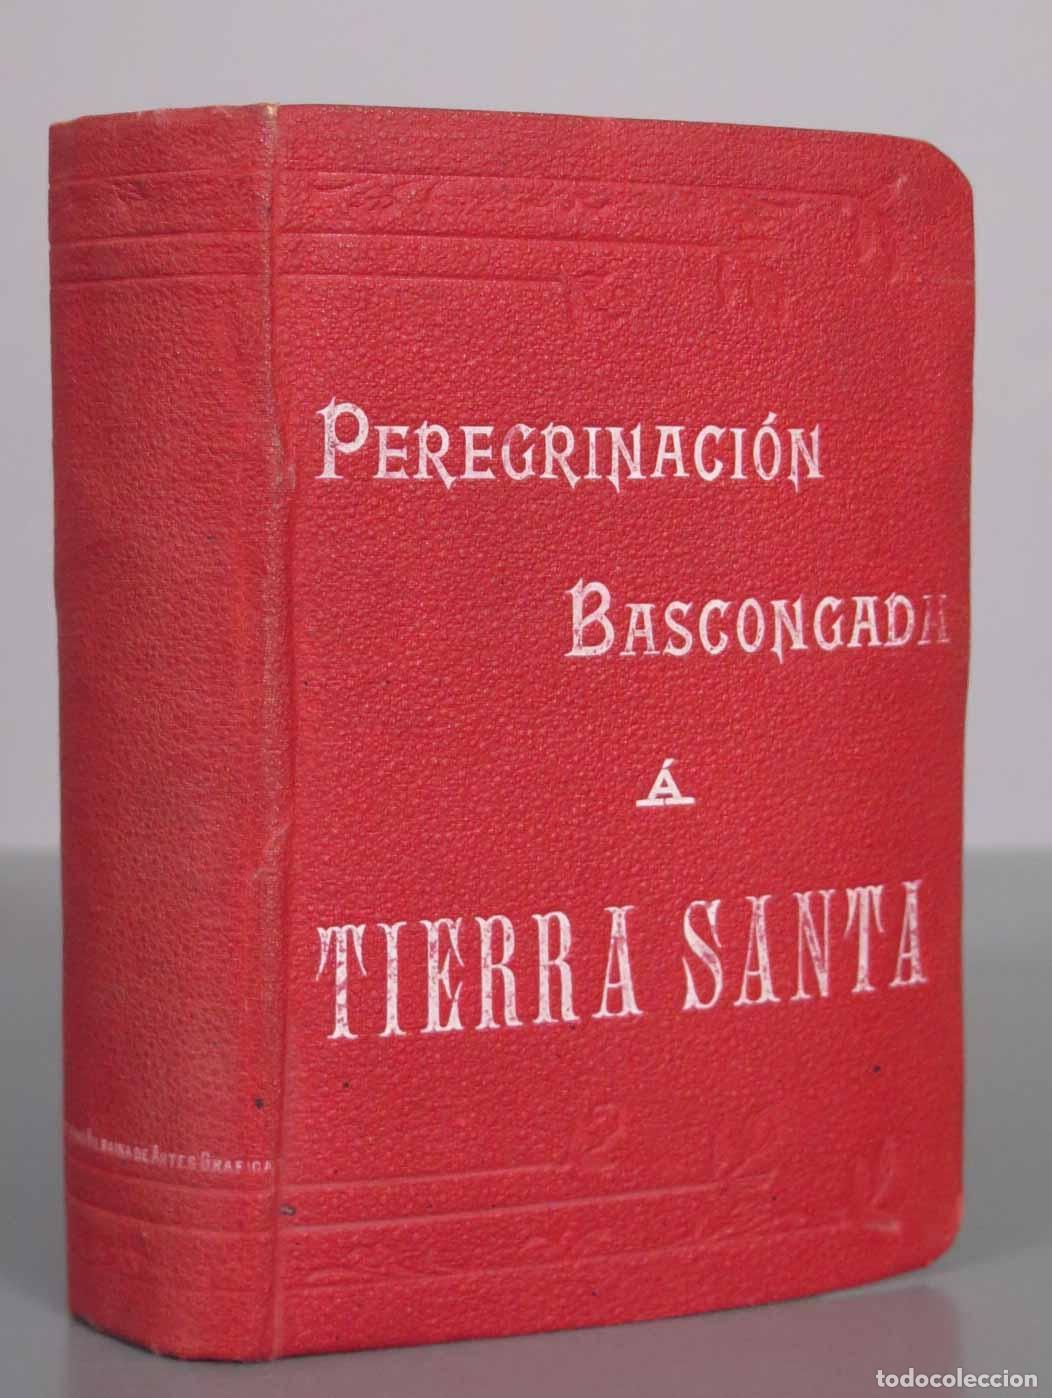 PEREGRINACIÓN
BASCONGADA
Á
TIERRA SANTA
DE ARTES GRAFICA
todocoleccion